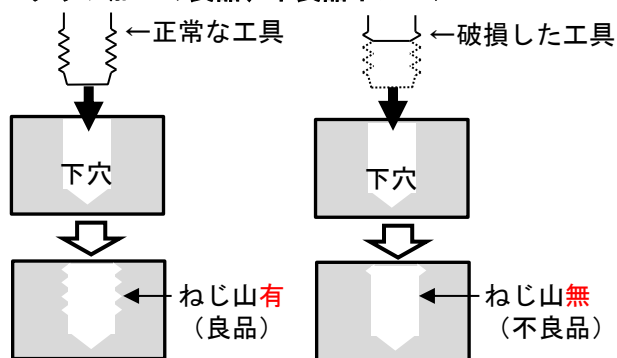 ←正常な工具
←破損した工具
下穴
下穴
ねじ山有
（良品）
ねじ山無
（不良品）